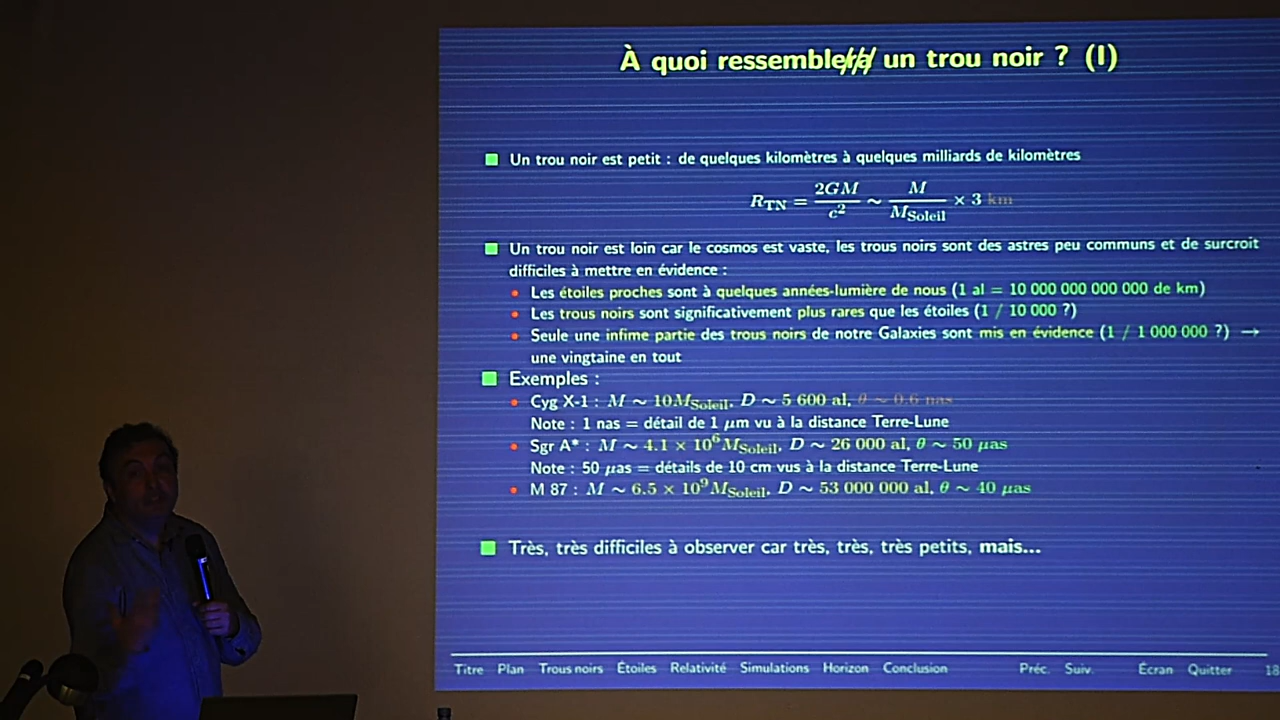 À quoi ressemblera un trou noir ? (I)
Un trou noir est petit : de quelques kilomètres à quelques milliards de kilomètres
R_TN = 2GM / c² ~ M / M_Soleil × 3 km
Un trou noir est loin car le cosmos est vaste, les trous noirs sont des astres peu communs et de surcroit
difficiles à mettre en évidence :
Les étoiles proches sont à quelques années-lumière de nous (1 al = 10 000 000 000 000 de km)
Les trous noirs sont significativement plus rares que les étoiles (1 / 10 000 ?)
Seule une infime partie des trous noirs de notre Galaxies sont mis en évidence (1 / 1 000 000 ?) →
une vingtaine en tout
Exemples :
Cyg X-1 : M ~ 10M_Soleil, D ~ 5 600 al, θ ~ 0.6 nas
Note : 1 nas = détail de 1 μm vu à la distance Terre-Lune
Sgr A* : M ~ 4.1 × 10⁶M_Soleil, D ~ 26 000 al, θ ~ 50 μas
Note : 50 μas = détails de 10 cm vus à la distance Terre-Lune
M 87 : M ~ 6.5 × 10⁹M_Soleil, D ~ 53 000 000 al, θ ~ 40 μas
Très, très difficiles à observer car très, très, très petits, mais...
Titre Plan Trous noirs Étoiles Relativité Simulations Horizon Conclusion Préc. Suiv. Écran Quitter 18